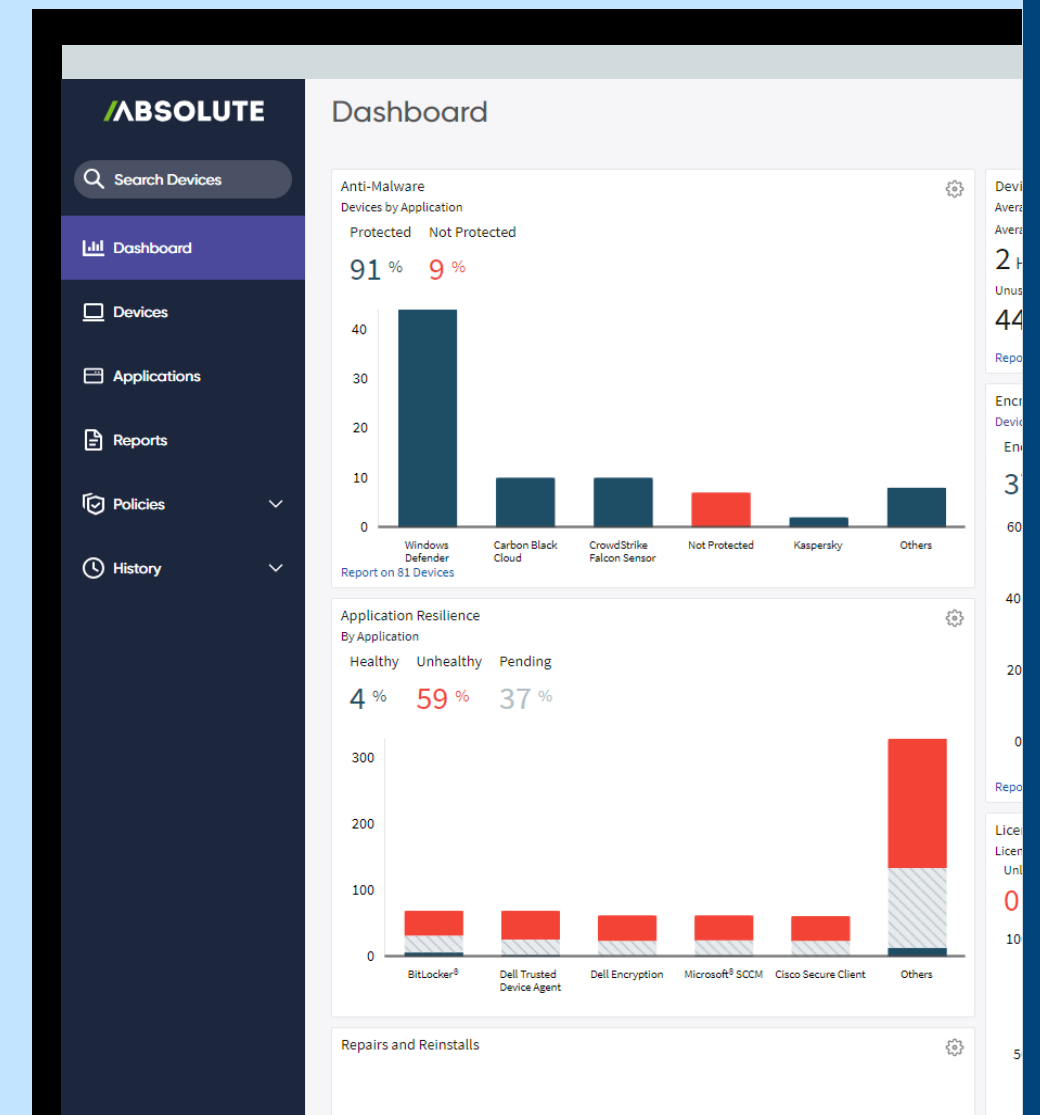 ABSOLUTE
Search Devices
Dashboard
Devices
Applications
Reports
Policies
History
Dashboard
Anti-Malware
Devices by Application
Protected Not Protected
91 % 9 %
40
30
20
10
0
Windows Defender
Carbon Black Cloud
CrowdStrike Falcon Sensor
Not Protected
Kaspersky
Others
Report on 81 Devices
Application Resilience
By Application
Healthy Unhealthy Pending
4 % 59 % 37 %
300
200
100
0
BitLocker®
Dell Trusted Device Agent
Dell Encryption
Microsoft® SCCM
Cisco Secure Client
Others
Repairs and Reinstalls
2
44
60
40
20
0
0